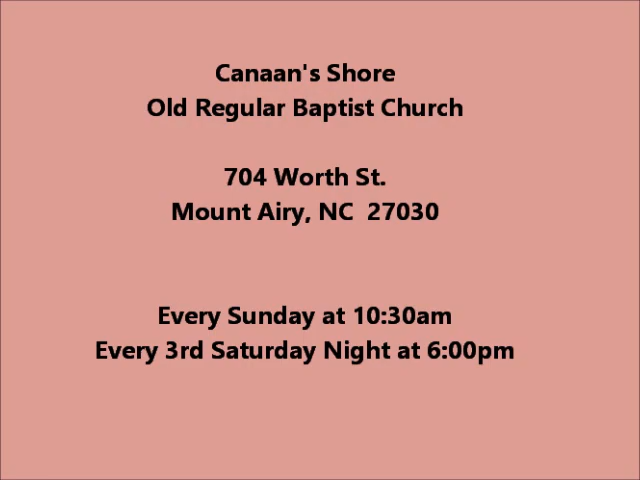 Canaan's Shore
Old Regular Baptist Church
704 Worth St.
Mount Airy, NC  27030
Every Sunday at 10:30am
Every 3rd Saturday Night at 6:00pm